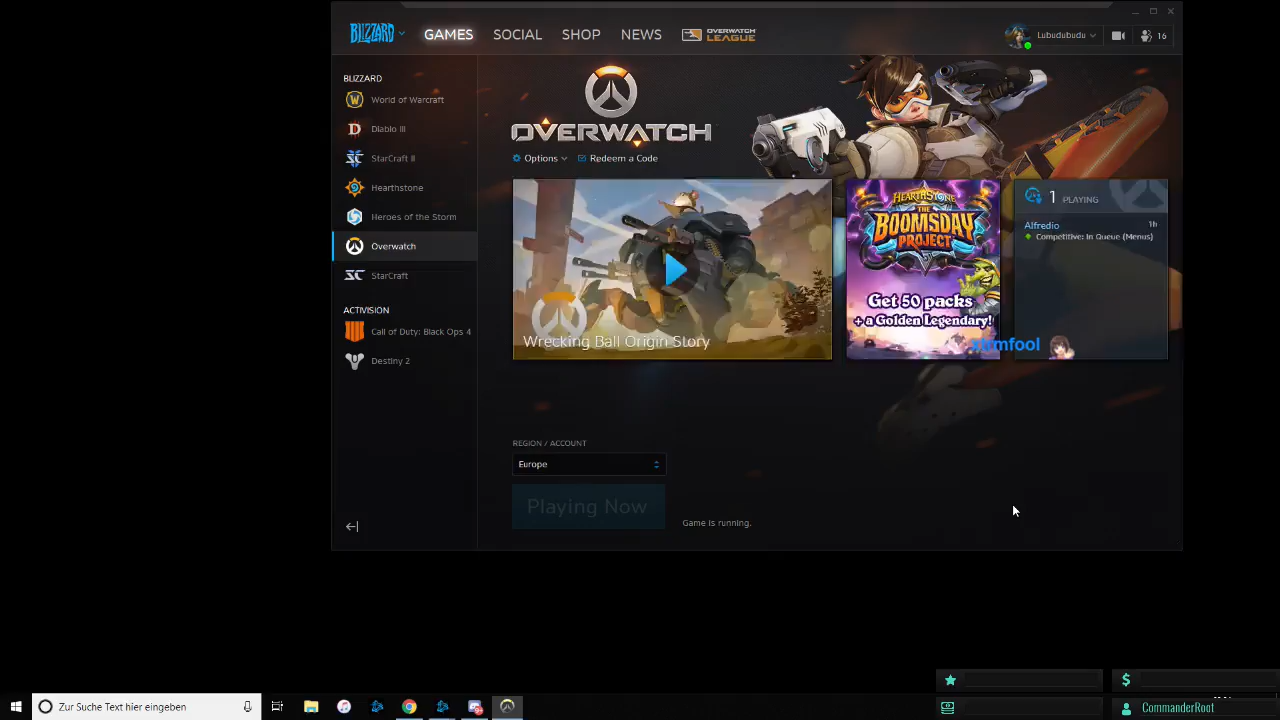 BLIZZARD
GAMES
SOCIAL
SHOP
NEWS
OVERWATCH
LEAGUE
Lubudubudu
16
BLIZZARD
World of Warcraft
Diablo III
StarCraft II
Hearthstone
Heroes of the Storm
Overwatch
StarCraft
ACTIVISION
Call of Duty: Black Ops 4
Destiny 2
OVERWATCH
Options
Redeem a Code
Wrecking Ball Origin Story
HEARTHSTONE
THE
BOOMSDAY
PROJECT
Get 50 packs
+ a Golden Legendary!
1 PLAYING
Alfredio 1h
Competitive: In Queue (Menus)
REGION / ACCOUNT
Europe
Playing Now
Game is running.
Zur Suche Text hier eingeben
$
CommanderRoot